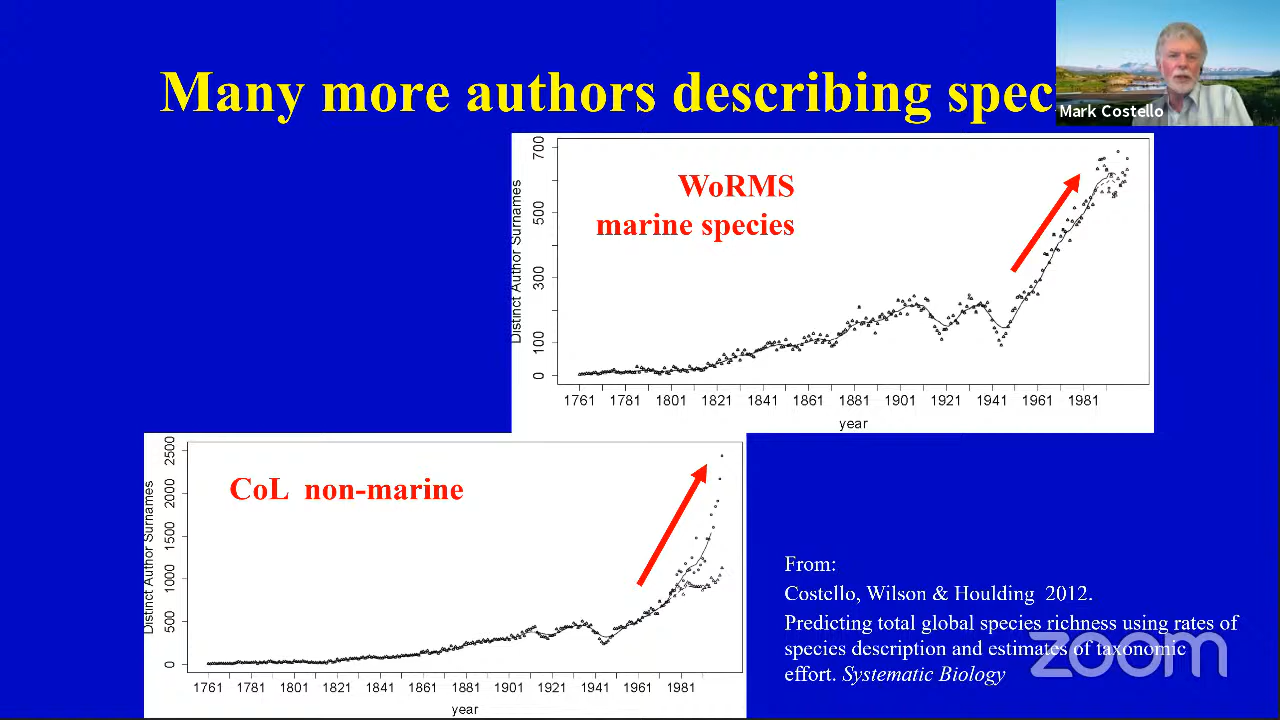 Many more authors describing spec
Mark Costello
WoRMS
marine species
Distinct Author Surnames
700
500
300
100
0
1761 1781 1801 1821 1841 1861 1881 1901 1921 1941 1961 1981
year
CoL non-marine
Distinct Author Surnames
2500
2000
1500
1000
500
0
1761 1781 1801 1821 1841 1861 1881 1901 1921 1941 1961 1981
year
From:
Costello, Wilson & Houlding 2012.
Predicting total global species richness using rates of
species description and estimates of taxonomic
effort. Systematic Biology
zoom